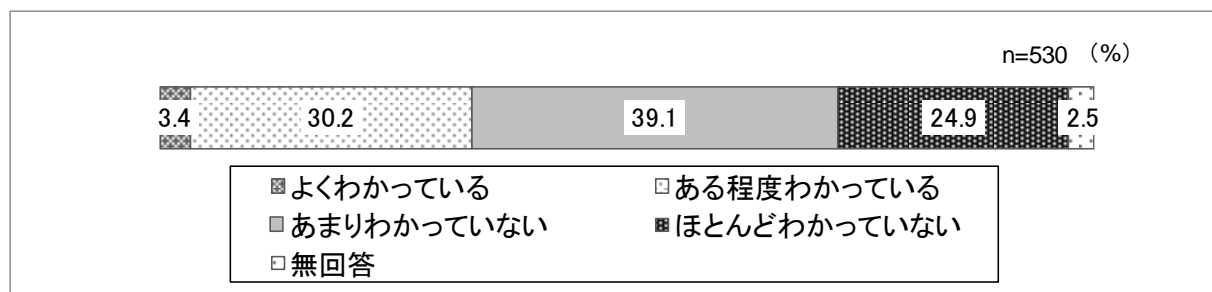 n=530 （%）
3.4 30.2 39.1 24.9 2.5
よくわかっている ある程度わかっている
あまりわかっていない ほとんどわかっていない
無回答